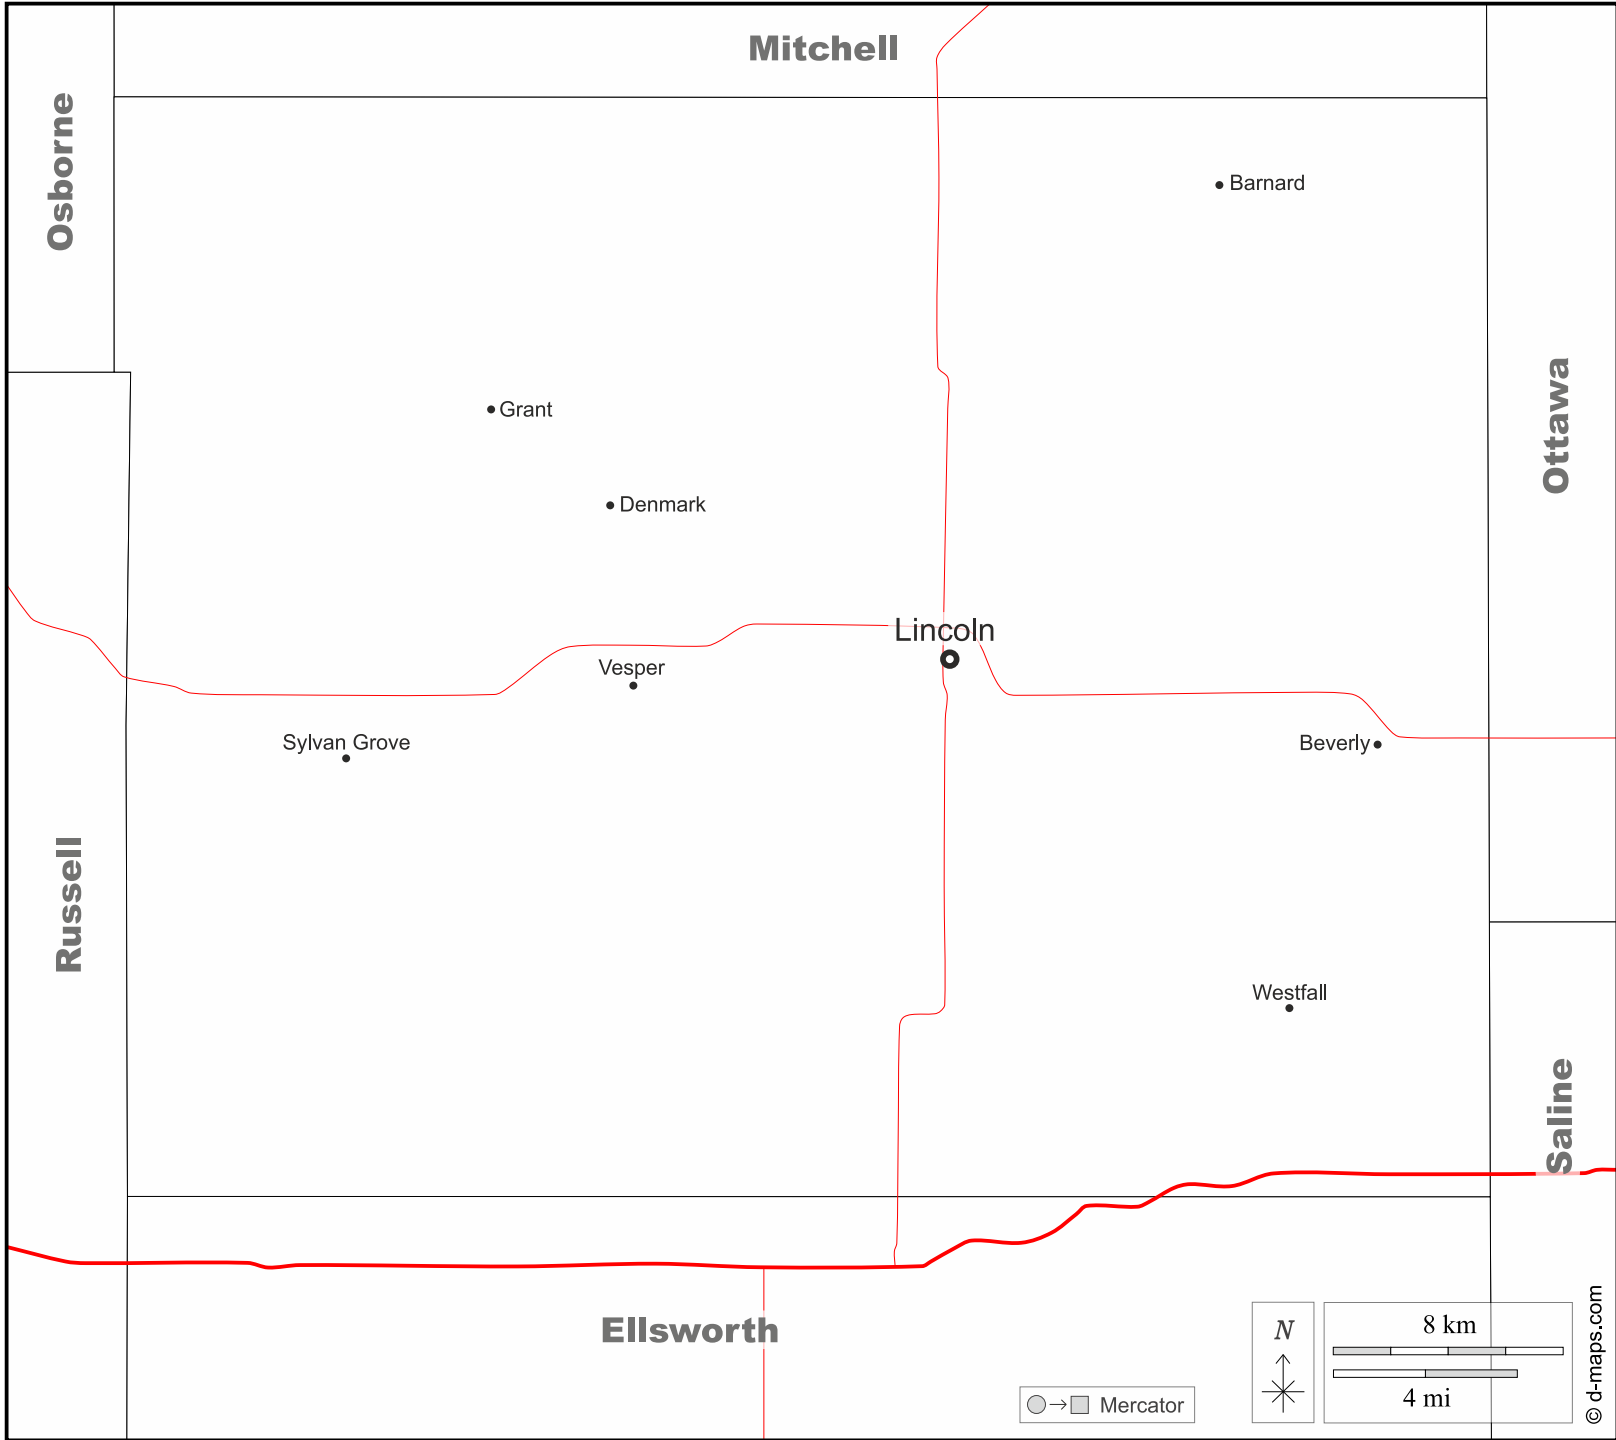 Mitchell
Osborne
Barnard
Ottawa
Grant
Denmark
Lincoln
Vesper
Sylvan Grove
Beverly
Russell
Westfall
Saline
Ellsworth
N
8 km
4 mi
Mercator
© d-maps.com